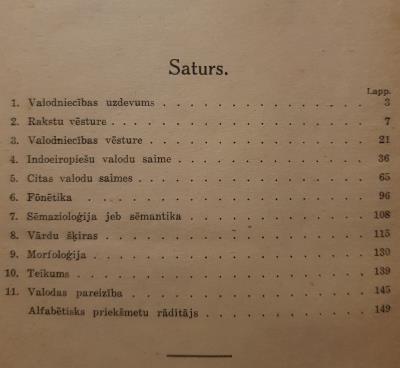 Saturs.
Lapp.
1. Valodniecības uzdevums . . . . . . . . . . . . 3
2. Rakstu vēsture . . . . . . . . . . . . . . . 7
3. Valodniecības vēsture . . . . . . . . . . . . . 21
4. Indoeiropiešu valodu saime . . . . . . . . . . . 36
5. Citas valodu saimes . . . . . . . . . . . . . . 65
6. Fōnētika . . . . . . . . . . . . . . . . 96
7. Sēmazioloģija jeb sēmantika . . . . . . . . . . . 108
8. Vārdu šķiras . . . . . . . . . . . . . . . 115
9. Morfoloģija . . . . . . . . . . . . . . . 130
10. Teikums . . . . . . . . . . . . . . . . 139
11. Valodas pareizība . . . . . . . . . . . . . . 145
Alfabētisks priekšmetu rādītājs . . . . . . . . . . 149